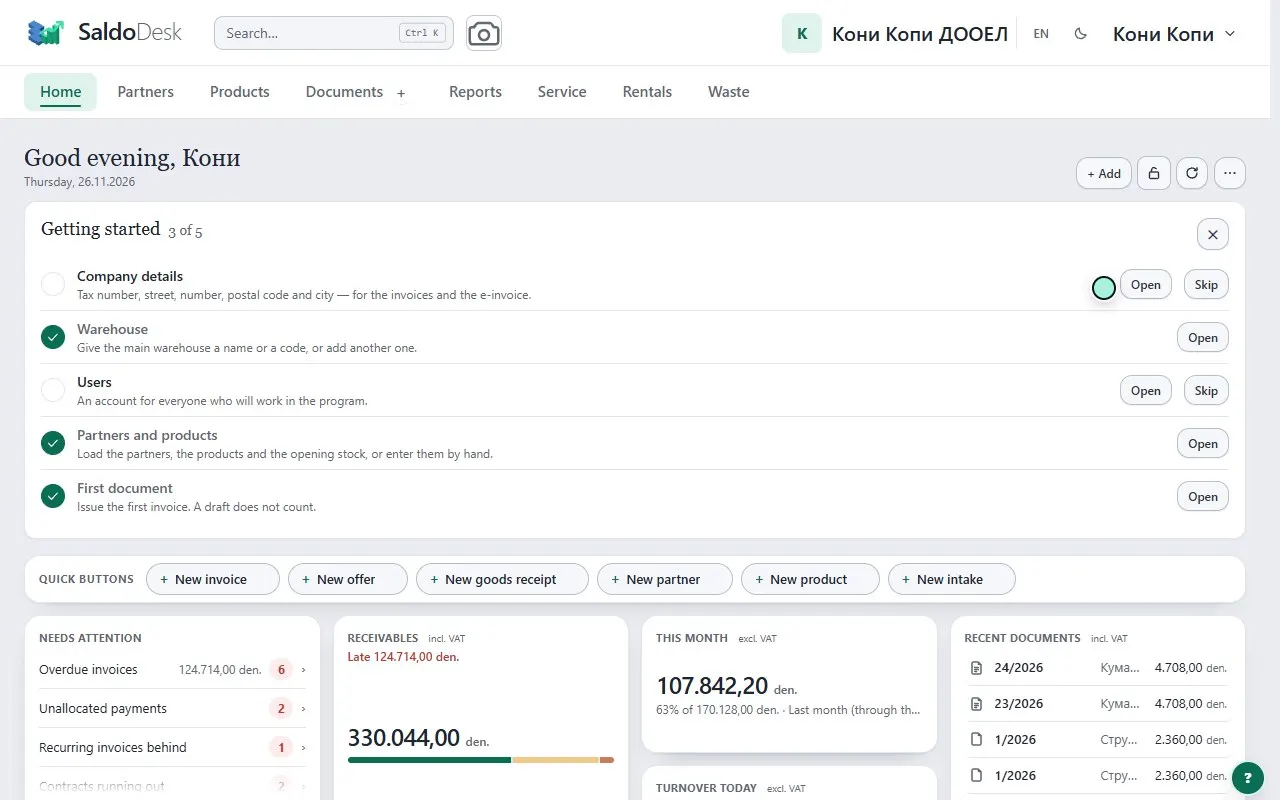 SaldoDesk
Search... Ctrl K
К Кони Копи ДООЕЛ EN Кони Копи
Home Partners Products Documents + Reports Service Rentals Waste
Good evening, Кони
Thursday, 26.11.2026
+ Add ...
Getting started 3 of 5
Company details
Tax number, street, number, postal code and city — for the invoices and the e-invoice.
Open Skip
Warehouse
Give the main warehouse a name or a code, or add another one.
Open
Users
An account for everyone who will work in the program.
Open Skip
Partners and products
Load the partners, the products and the opening stock, or enter them by hand.
Open
First document
Issue the first invoice. A draft does not count.
Open
QUICK BUTTONS + New invoice + New offer + New goods receipt + New partner + New product + New intake
NEEDS ATTENTION
Overdue invoices 124.714,00 den. 6 ›
Unallocated payments 2 ›
Recurring invoices behind 1 ›
Contracts running out 2 ›
RECEIVABLES incl. VAT
Late 124.714,00 den.
330.044,00 den.
THIS MONTH excl. VAT
107.842,20 den.
63% of 170.128,00 den. · Last month (through th...
TURNOVER TODAY excl. VAT
RECENT DOCUMENTS incl. VAT
24/2026 Кума... 4.708,00 den.
23/2026 Кума... 4.708,00 den.
1/2026 Стру... 2.360,00 den.
1/2026 Стру... 2.360,00 den.
?